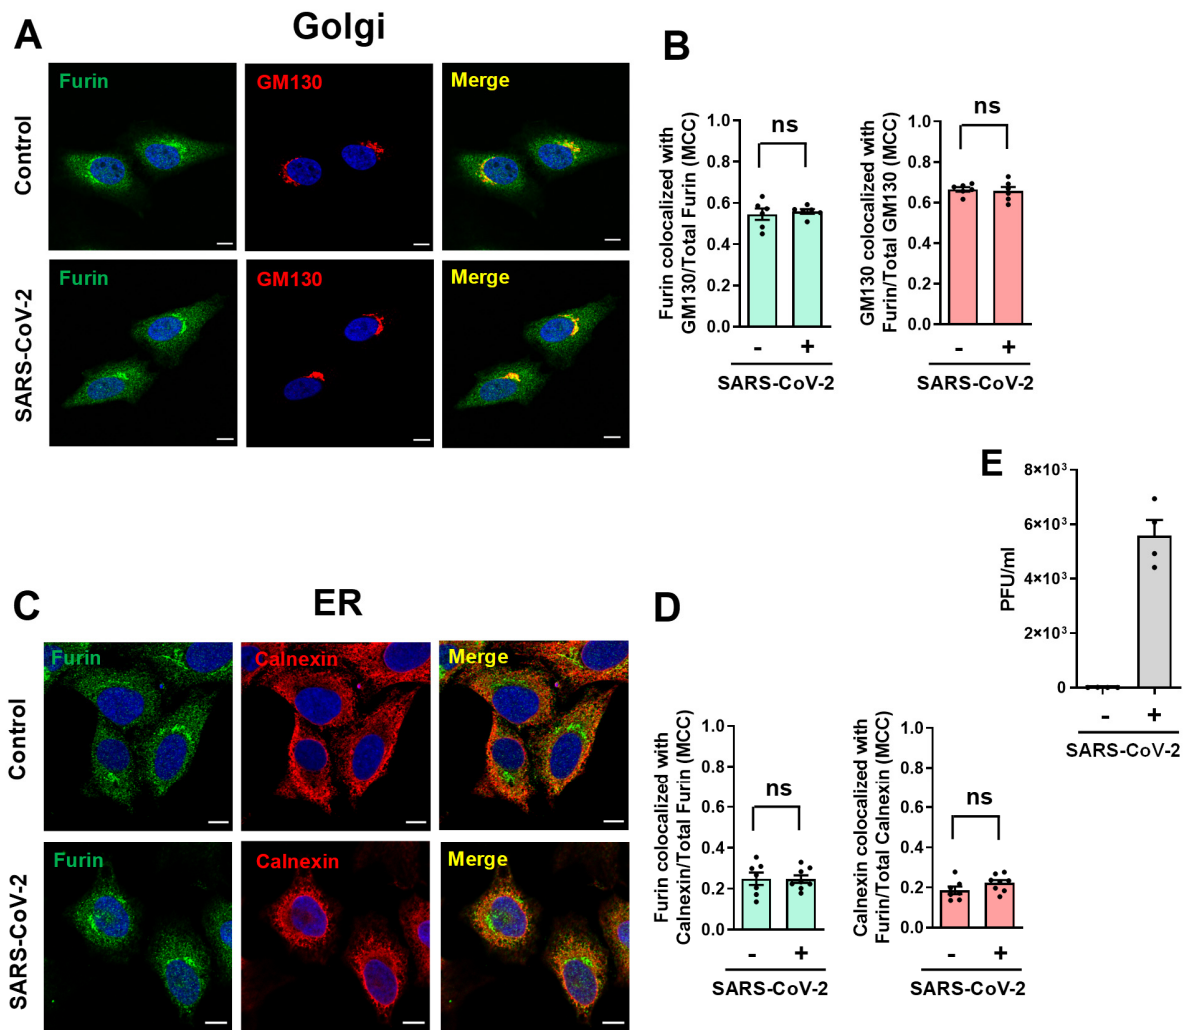 A
Golgi
Furin
GM130
Merge
Control
Furin
GM130
Merge
SARS-CoV-2
B
Furin colocalized with
GM130/Total Furin (MCC)
1.0
0.8
0.6
0.4
0.2
0.0
ns
-
+
SARS-CoV-2
GM130 colocalized with
Furin/Total GM130 (MCC)
1.0
0.8
0.6
0.4
0.2
0.0
ns
-
+
SARS-CoV-2
C
ER
Furin
Calnexin
Merge
Control
Furin
Calnexin
Merge
SARS-CoV-2
D
Furin colocalized with
Calnexin/Total Furin (MCC)
1.0
0.8
0.6
0.4
0.2
0.0
ns
-
+
SARS-CoV-2
Calnexin colocalized with
Furin/Total Calnexin (MCC)
1.0
0.8
0.6
0.4
0.2
0.0
ns
-
+
SARS-CoV-2
E
PFU/ml
8×10³
6×10³
4×10³
2×10³
0
-
+
SARS-CoV-2